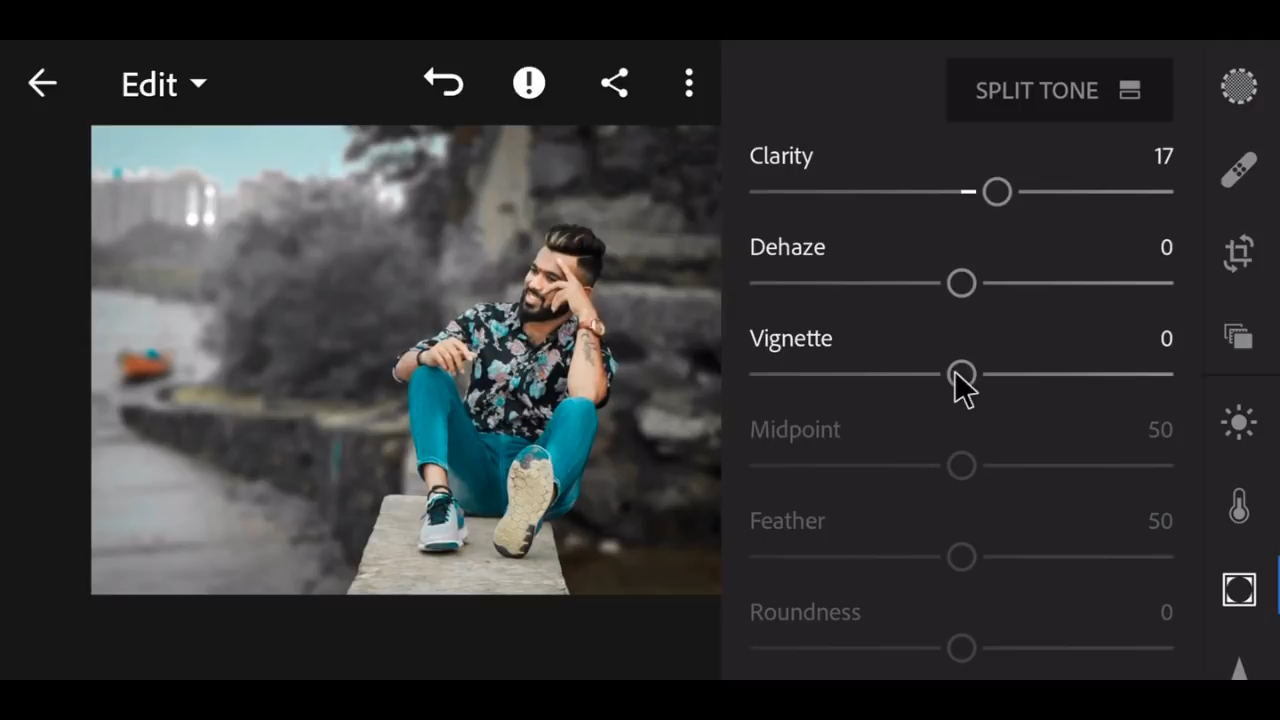 Edit
SPLIT TONE
Clarity 17
Dehaze 0
Vignette 0
Midpoint 50
Feather 50
Roundness 0